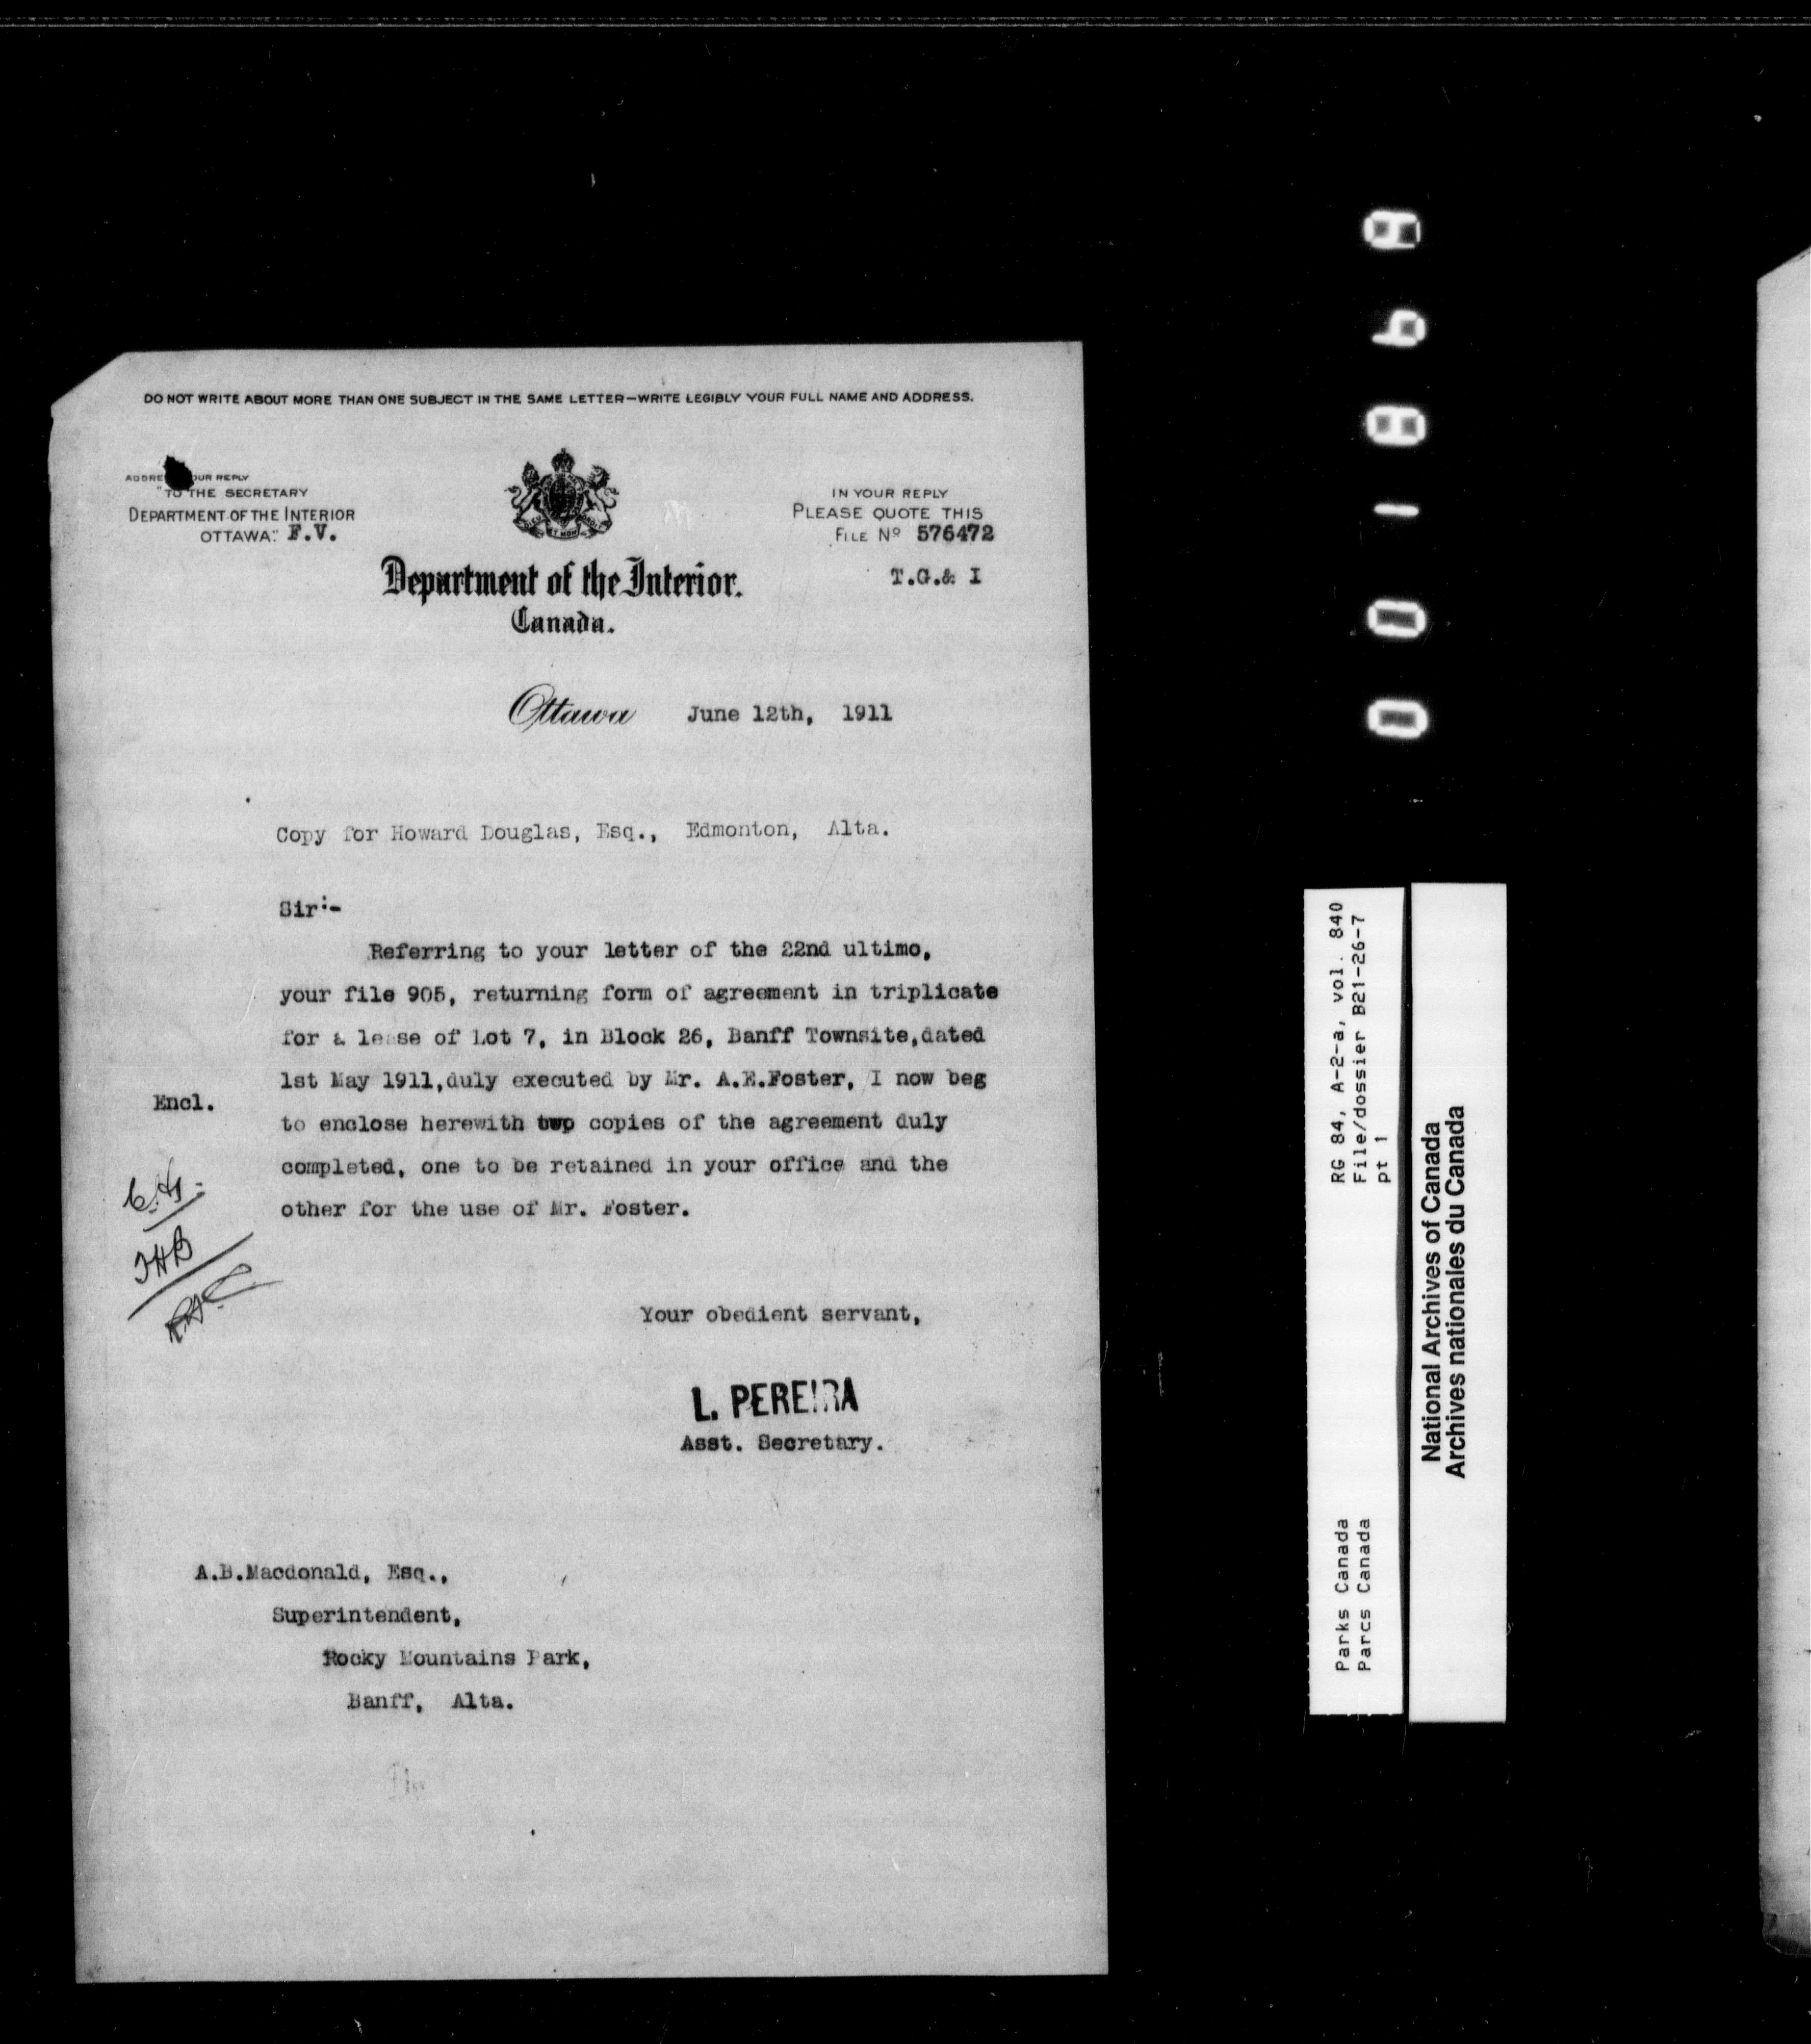 DO NOT WRITE ABOUT MORE THAN ONE SUBJECT IN THE SAME LETTER—WRITE LEGIBLY YOUR FULL NAME AND ADDRESS.
ADDRE OUR REPLY
"TO THE SECRETARY
DEPARTMENT OF THE INTERIOR
OTTAWA." F.V.
IN YOUR REPLY
PLEASE QUOTE THIS
FILE Nº 576472
T.G.& I
Department of the Interior.
Canada.
Ottawa June 12th, 1911
Copy for Howard Douglas, Esq., Edmonton, Alta.
Sir:-
Referring to your letter of the 22nd ultimo,
your file 905, returning form of agreement in triplicate
for a lease of Lot 7, in Block 26, Banff Townsite,dated
1st May 1911,duly executed by Mr. A.E.Foster, I now beg
Encl.
to enclose herewith two copies of the agreement duly
completed, one to be retained in your office and the
other for the use of Mr. Foster.
Your obedient servant,
L. PEREIRA
Asst. Secretary.
A.B.Macdonald, Esq.,
Superintendent,
Rocky Mountains Park,
Banff, Alta.
RG 84, A-2-a, vol. 840
File/dossier B21-26-7
pt 1
Parks Canada
Parcs Canada
National Archives of Canada
Archives nationales du Canada